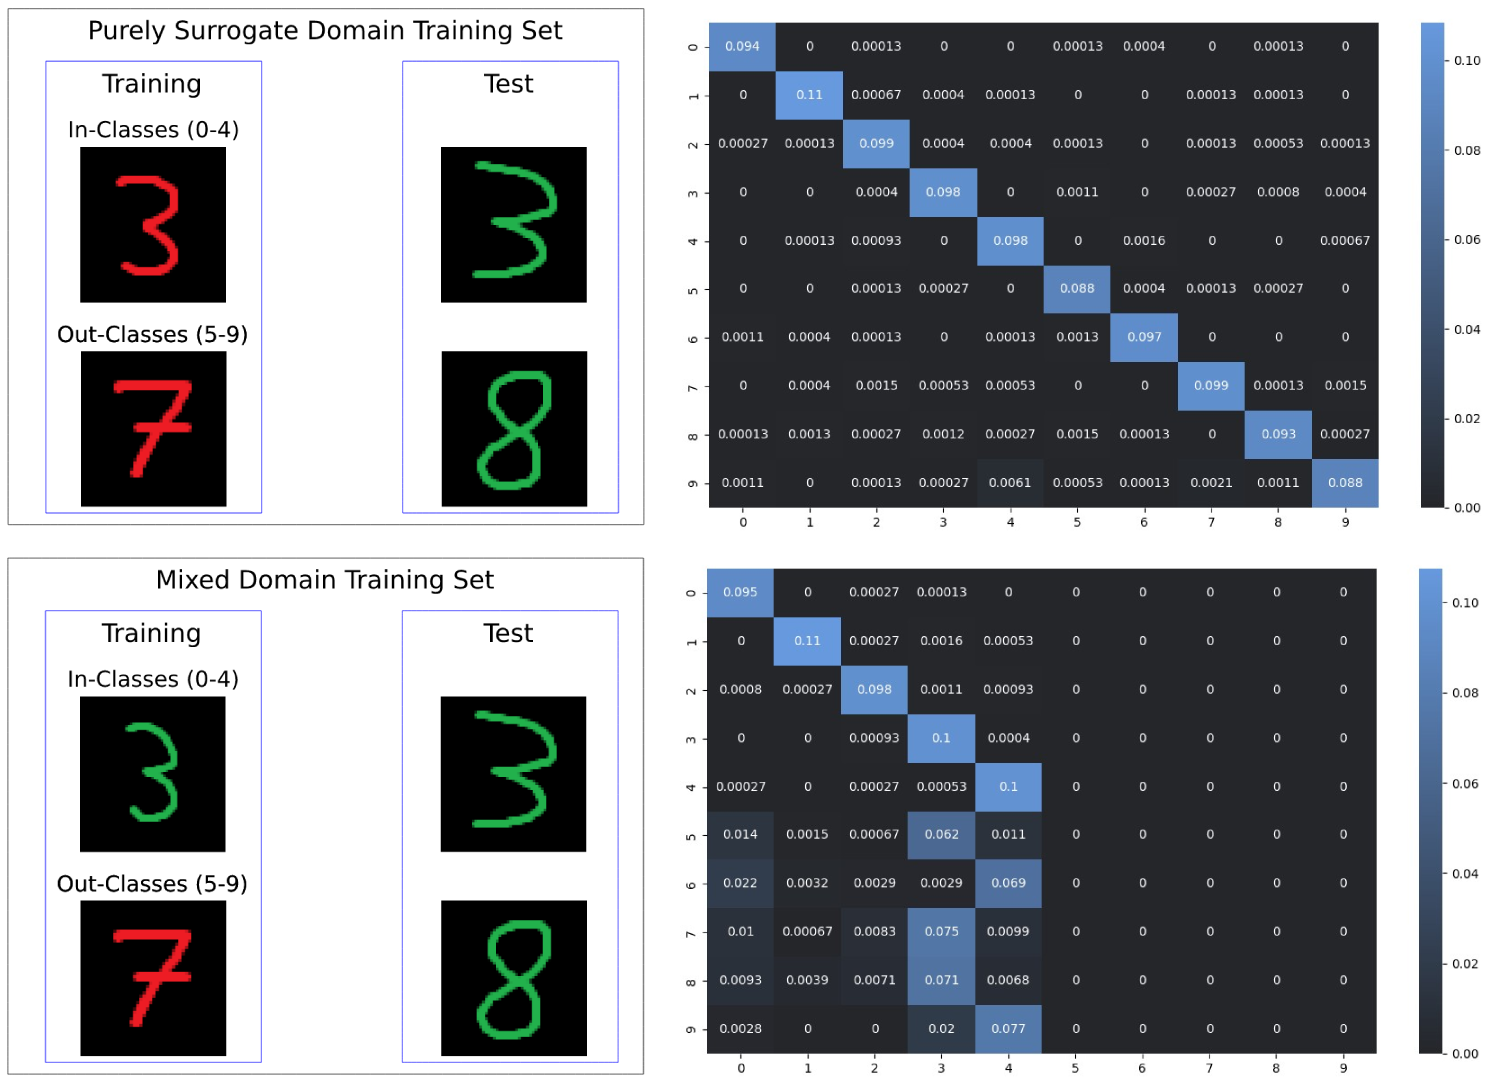 Purely Surrogate Domain Training Set
Training
Test
In-Classes (0-4)
3
3
Out-Classes (5-9)
7
8
0 0.094 0 0.00013 0 0 0.00013 0.0004 0 0.00013 0
1 0 0.11 0.00067 0.0004 0.00013 0 0 0.00013 0.00013 0
2 0.00027 0.00013 0.099 0.0004 0.0004 0.00013 0 0.00013 0.00053 0.00013
3 0 0 0.0004 0.098 0 0.0011 0 0.00027 0.0008 0.0004
4 0 0.00013 0.00093 0 0.098 0 0.0016 0 0 0.00067
5 0 0 0.00013 0.00027 0 0.088 0.0004 0.00013 0.00027 0
6 0.0011 0.0004 0.00013 0 0.00013 0.0013 0.097 0 0 0
7 0 0.0004 0.0015 0.00053 0.00053 0 0 0.099 0.00013 0.0015
8 0.00013 0.0013 0.00027 0.0012 0.00027 0.0015 0.00013 0 0.093 0.00027
9 0.0011 0 0.00013 0.00027 0.0061 0.00053 0.00013 0.0021 0.0011 0.088
0 1 2 3 4 5 6 7 8 9
0.10
0.08
0.06
0.04
0.02
0.00
Mixed Domain Training Set
Training
Test
In-Classes (0-4)
3
3
Out-Classes (5-9)
7
8
0 0.095 0 0.00027 0.00013 0 0 0 0 0 0
1 0 0.11 0.00027 0.0016 0.00053 0 0 0 0 0
2 0.0008 0.00027 0.098 0.0011 0.00093 0 0 0 0 0
3 0 0 0.00093 0.1 0.0004 0 0 0 0 0
4 0.00027 0 0.00027 0.00053 0.1 0 0 0 0 0
5 0.014 0.0015 0.00067 0.062 0.011 0 0 0 0 0
6 0.022 0.0032 0.0029 0.0029 0.069 0 0 0 0 0
7 0.01 0.00067 0.0083 0.075 0.0099 0 0 0 0 0
8 0.0093 0.0039 0.0071 0.071 0.0068 0 0 0 0 0
9 0.0028 0 0 0.02 0.077 0 0 0 0 0
0 1 2 3 4 5 6 7 8 9
0.10
0.08
0.06
0.04
0.02
0.00